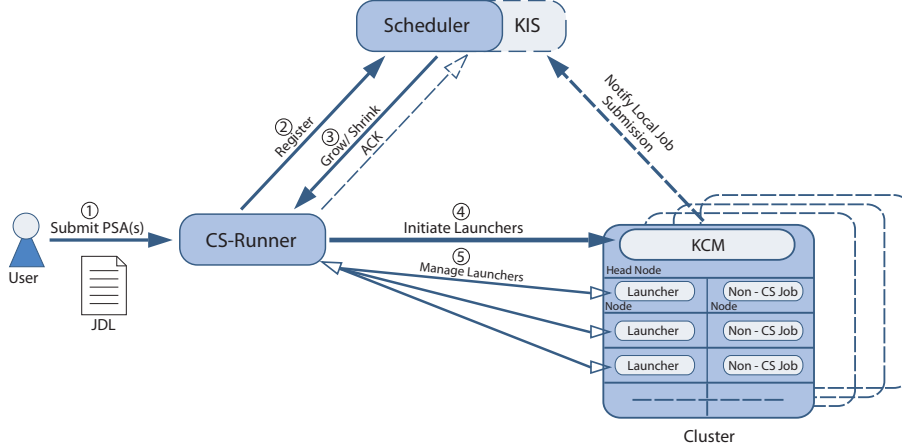 Scheduler
KIS
②
Register
③
Grow/ Shrink
ACK
Notify Local Job
Submission
①
Submit PSA(s)
User
JDL
CS-Runner
④
Initiate Launchers
⑤
Manage Launchers
KCM
Head Node
Launcher
Non - CS Job
Node
Node
Launcher
Non - CS Job
Launcher
Non - CS Job
Cluster